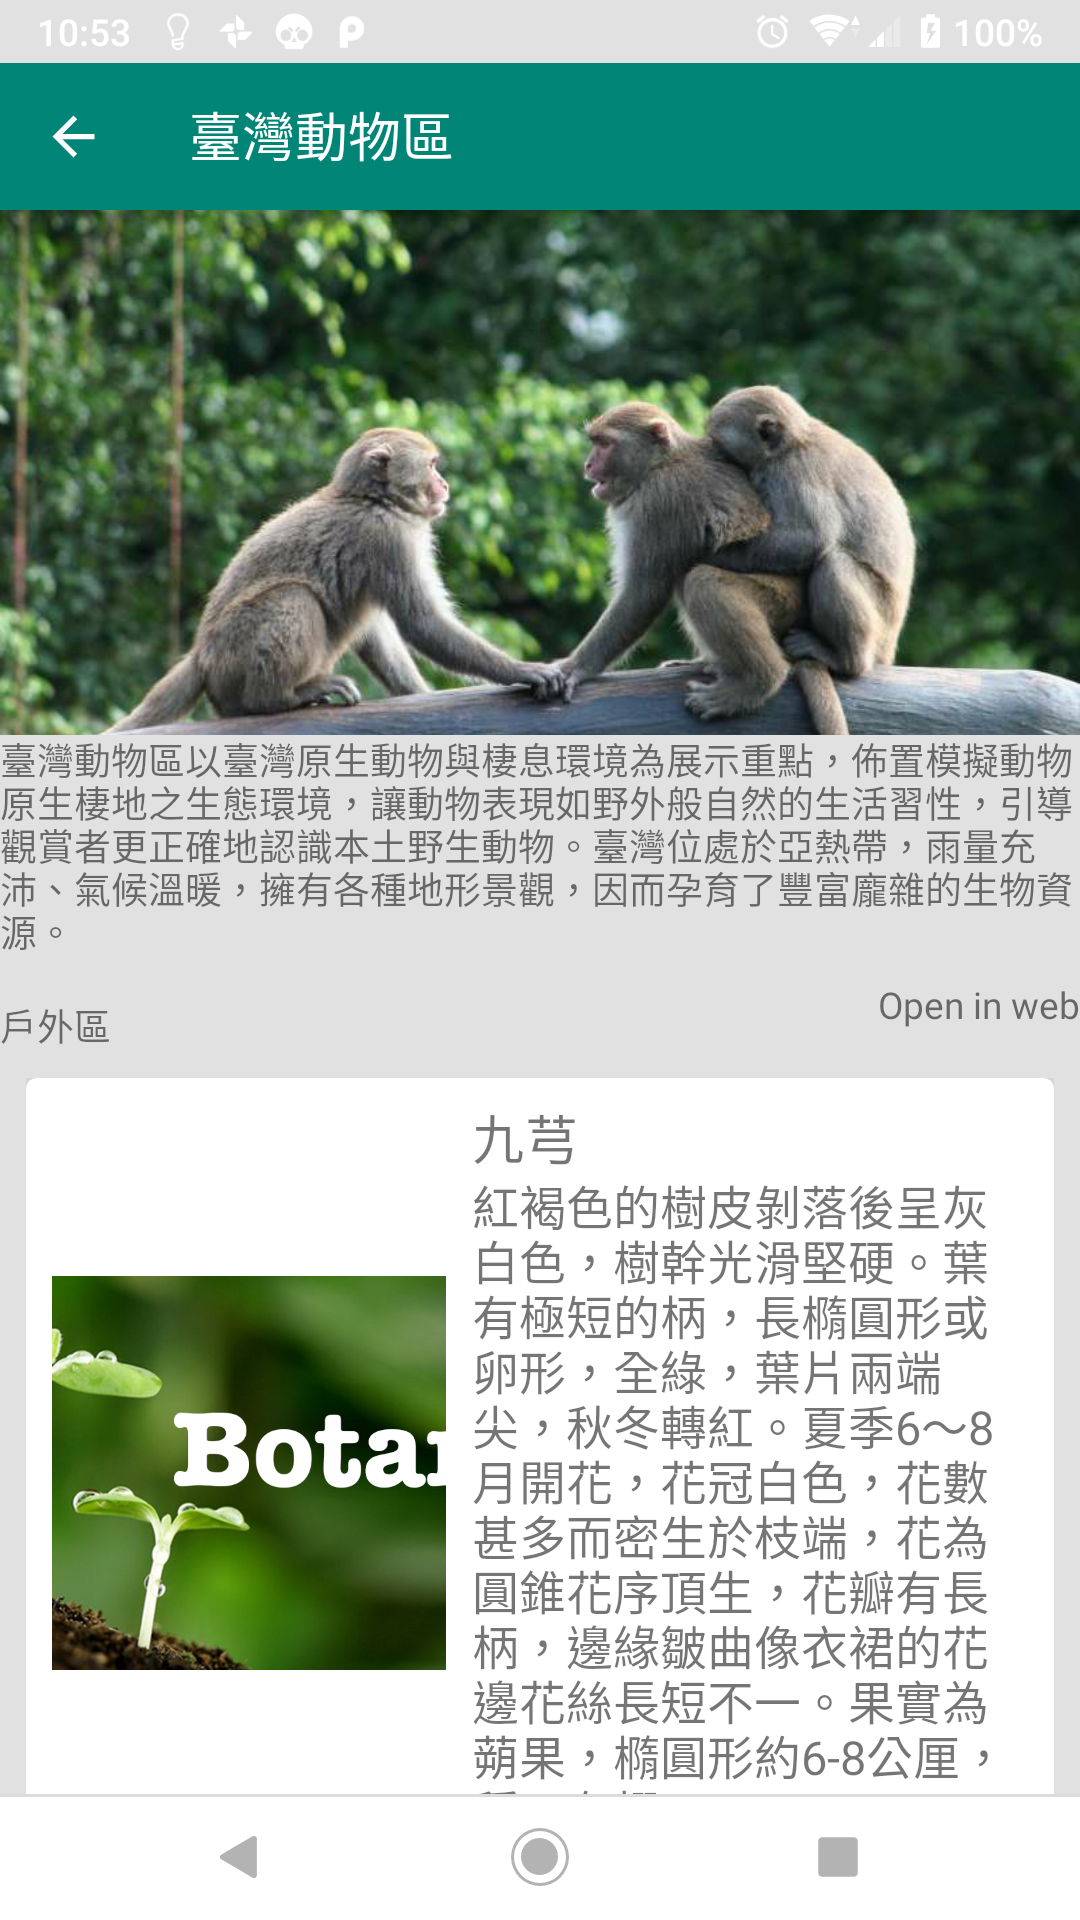 10:53
100%
臺灣動物區
臺灣動物區以臺灣原生動物與棲息環境為展示重點，佈置模擬動物
原生棲地之生態環境，讓動物表現如野外般自然的生活習性，引導
觀賞者更正確地認識本土野生動物。臺灣位處於亞熱帶，雨量充
沛、氣候溫暖，擁有各種地形景觀，因而孕育了豐富龐雜的生物資
源。
Open in web
戶外區
九芎
紅褐色的樹皮剝落後呈灰
白色，樹幹光滑堅硬。葉
有極短的柄，長橢圓形或
卵形，全綠，葉片兩端
尖，秋冬轉紅。夏季6～8
月開花，花冠白色，花數
甚多而密生於枝端，花為
圓錐花序頂生，花瓣有長
柄，邊緣皺曲像衣裙的花
邊花絲長短不一。果實為
蒴果，橢圓形約6-8公厘，
Bota